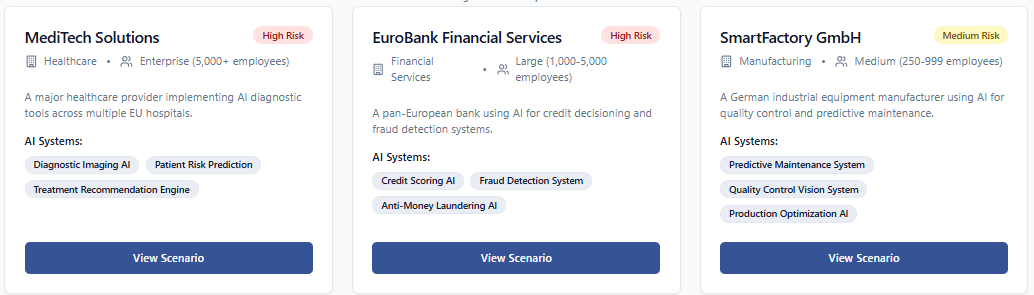 MediTech Solutions
High Risk
Healthcare • Enterprise (5,000+ employees)
A major healthcare provider implementing AI diagnostic
tools across multiple EU hospitals.
AI Systems:
Diagnostic Imaging AI
Patient Risk Prediction
Treatment Recommendation Engine
View Scenario
EuroBank Financial Services
High Risk
Financial
Services
•
Large (1,000-5,000
employees)
A pan-European bank using AI for credit decisioning and
fraud detection systems.
AI Systems:
Credit Scoring AI
Fraud Detection System
Anti-Money Laundering AI
View Scenario
SmartFactory GmbH
Medium Risk
Manufacturing • Medium (250-999 employees)
A German industrial equipment manufacturer using AI for
quality control and predictive maintenance.
AI Systems:
Predictive Maintenance System
Quality Control Vision System
Production Optimization AI
View Scenario